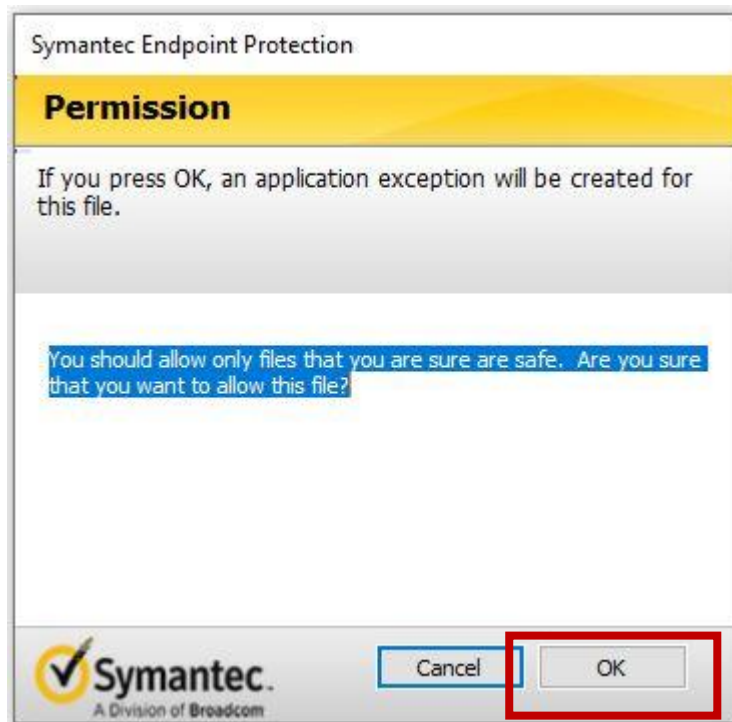 Symantec Endpoint Protection
Permission
If you press OK, an application exception will be created for
this file.
You should allow only files that you are sure are safe.  Are you sure
that you want to allow this file?
Symantec.
A Division of Broadcom
Cancel
OK